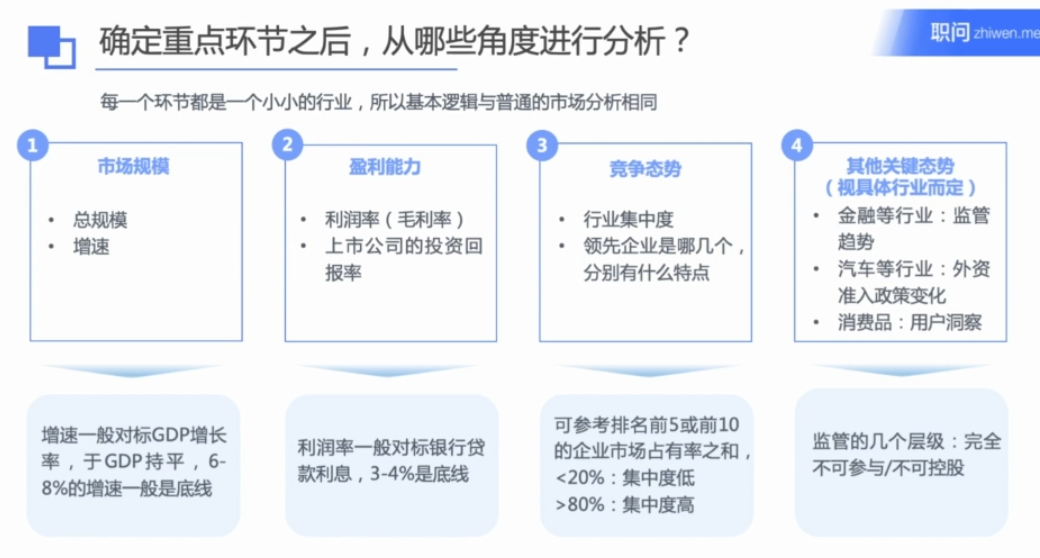 确定重点环节之后，从哪些角度进行分析？
职问 zhiwen.me
每一个环节都是一个小小的行业，所以基本逻辑与普通的市场分析相同
1
市场规模
• 总规模
• 增速
增速一般对标GDP增长
率，于GDP持平，6-
8%的增速一般是底线
2
盈利能力
• 利润率（毛利率）
• 上市公司的投资回
报率
利润率一般对标银行贷
款利息，3-4%是底线
3
竞争态势
• 行业集中度
• 领先企业是哪几个，
分别有什么特点
可参考排名前5或前10
的企业市场占有率之和，
<20%：集中度低
>80%：集中度高
4
其他关键态势
（视具体行业而定）
• 金融等行业：监管
趋势
• 汽车等行业：外资
准入政策变化
• 消费品：用户洞察
监管的几个层级：完全
不可参与/不可控股